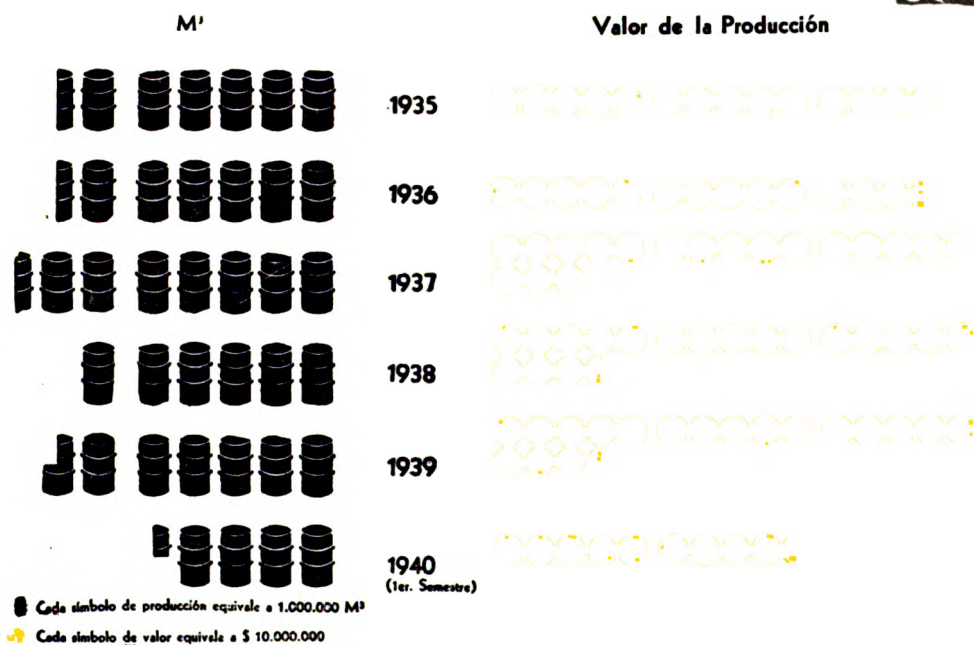 M³
Valor de la Producción
1935
1936
1937
1938
1939
1940
(1er. Semestre)
Cada símbolo de producción equivale a 1.000.000 M³
Cada símbolo de valor equivale a $ 10.000.000